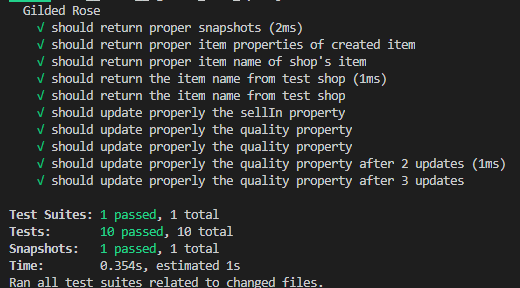 Gilded Rose
√ should return proper snapshots (2ms)
√ should return proper item properties of created item
√ should return proper item name of shop's item
√ should return the item name from test shop (1ms)
√ should return the item name from test shop
√ should update properly the sellIn property
√ should update properly the quality property
√ should update properly the quality property
√ should update properly the quality property after 2 updates (1ms)
√ should update properly the quality property after 3 updates
Test Suites: 1 passed, 1 total
Tests: 10 passed, 10 total
Snapshots: 1 passed, 1 total
Time: 0.354s, estimated 1s
Ran all test suites related to changed files.